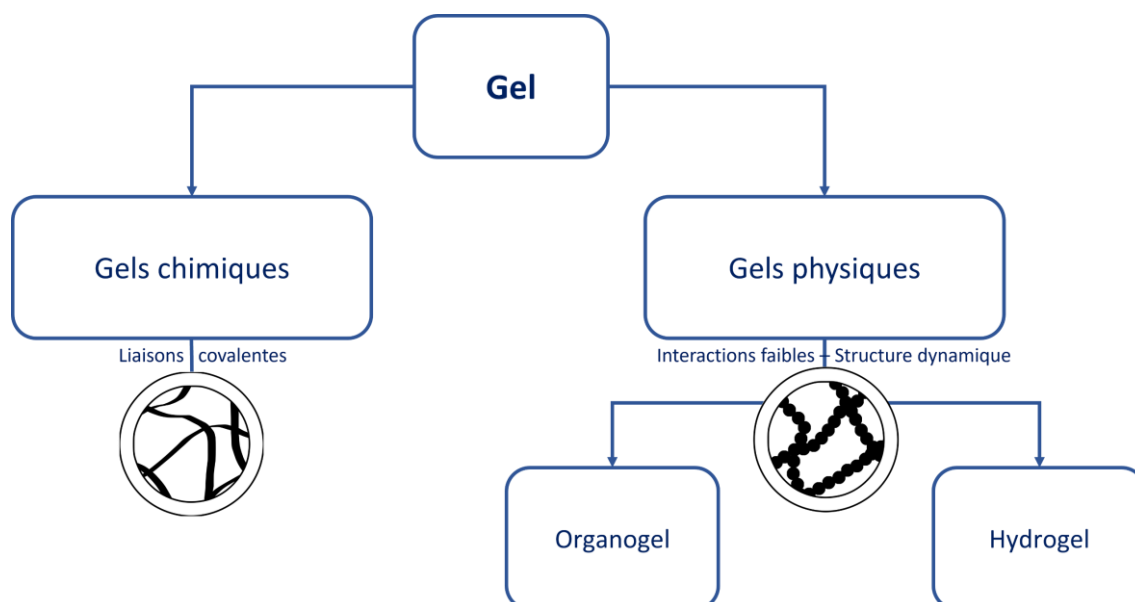 Gel
Gels chimiques
Gels physiques
Liaisons covalentes
Interactions faibles – Structure dynamique
Organogel
Hydrogel